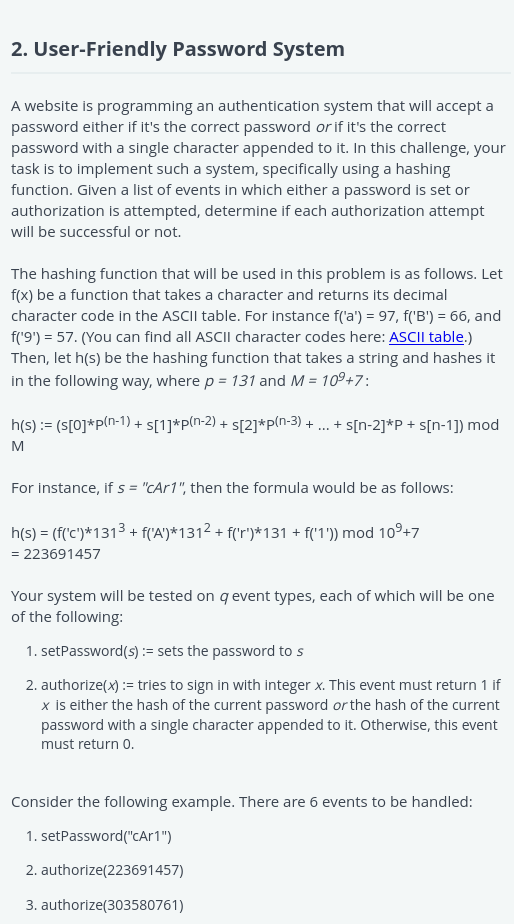 2. User-Friendly Password System
A website is programming an authentication system that will accept a
password either if it's the correct password or if it's the correct
password with a single character appended to it. In this challenge, your
task is to implement such a system, specifically using a hashing
function. Given a list of events in which either a password is set or
authorization is attempted, determine if each authorization attempt
will be successful or not.
The hashing function that will be used in this problem is as follows. Let
f(x) be a function that takes a character and returns its decimal
character code in the ASCII table. For instance f('a') = 97, f('B') = 66, and
f('9') = 57. (You can find all ASCII character codes here: ASCII table.)
Then, let h(s) be the hashing function that takes a string and hashes it
in the following way, where p = 131 and M = 10^9+7:
h(s) := (s[0]*P^(n-1) + s[1]*P^(n-2) + s[2]*P^(n-3) + ... + s[n-2]*P + s[n-1]) mod
M
For instance, if s = "cAr1", then the formula would be as follows:
h(s) = (f('c')*131^3 + f('A')*131^2 + f('r')*131 + f('1')) mod 10^9+7
= 223691457
Your system will be tested on q event types, each of which will be one
of the following:
1. setPassword(s) := sets the password to s
2. authorize(x) := tries to sign in with integer x. This event must return 1 if
x is either the hash of the current password or the hash of the current
password with a single character appended to it. Otherwise, this event
must return 0.
Consider the following example. There are 6 events to be handled:
1. setPassword("cAr1")
2. authorize(223691457)
3. authorize(303580761)